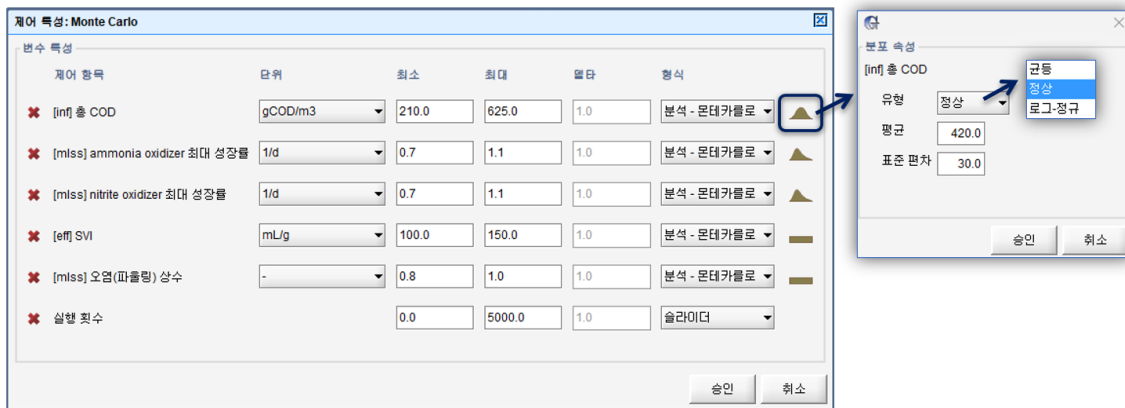 제어 특성: Monte Carlo
변수 특성
제어 항목 단위 최소 최대 델타 형식
[inf] 총 COD gCOD/m3 210.0 625.0 1.0 분석 - 몬테카를로
[mlss] ammonia oxidizer 최대 성장률 1/d 0.7 1.1 1.0 분석 - 몬테카를로
[mlss] nitrite oxidizer 최대 성장률 1/d 0.7 1.1 1.0 분석 - 몬테카를로
[eff] SVI mL/g 100.0 150.0 1.0 분석 - 몬테카를로
[mlss] 오염(파울링) 상수 - 0.8 1.0 1.0 분석 - 몬테카를로
실행 횟수 0.0 5000.0 1.0 슬라이더
승인 취소
분포 속성
[inf] 총 COD
유형 정상
평균 420.0
표준 편차 30.0
균등
정상
로그-정규
승인 취소